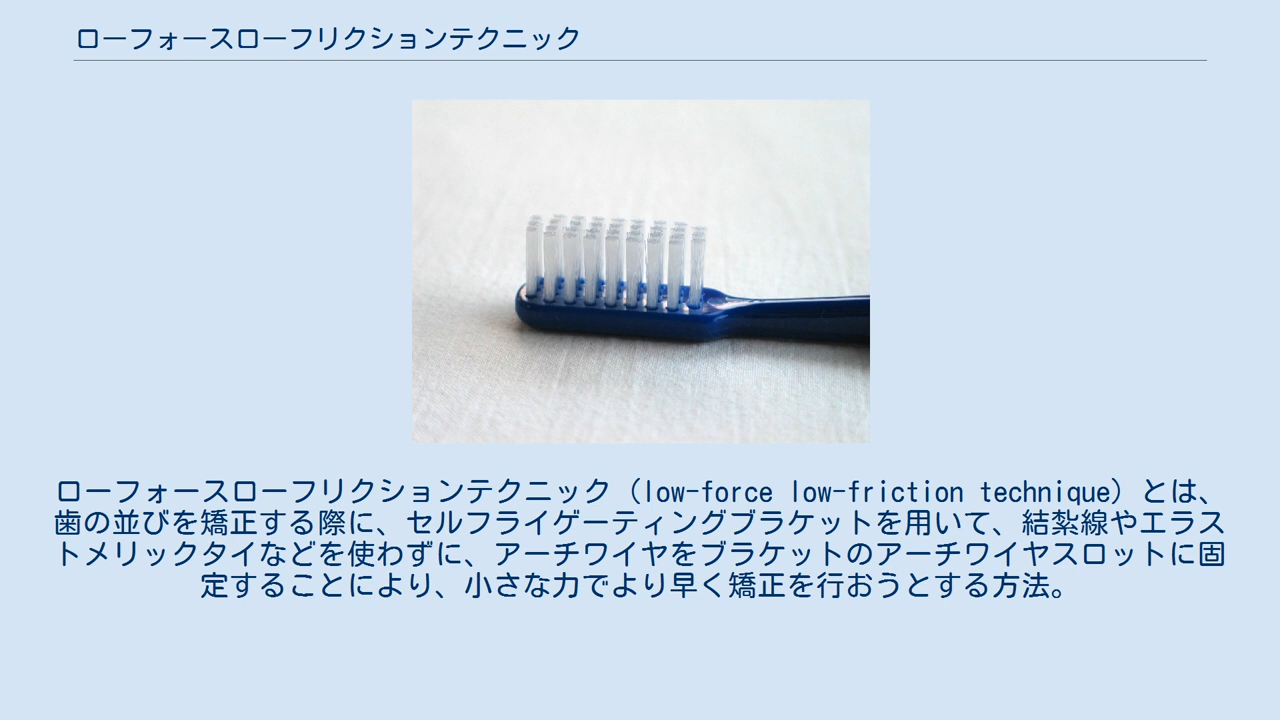 ローフォースローフリクションテクニック
ローフォースローフリクションテクニック（low-force low-friction technique）とは、
歯の並びを矯正する際に、セルフライゲーティングブラケットを用いて、結紮線やエラス
トメリックタイなどを使わずに、アーチワイヤをブラケットのアーチワイヤスロットに固
定することにより、小さな力でより早く矯正を行おうとする方法。